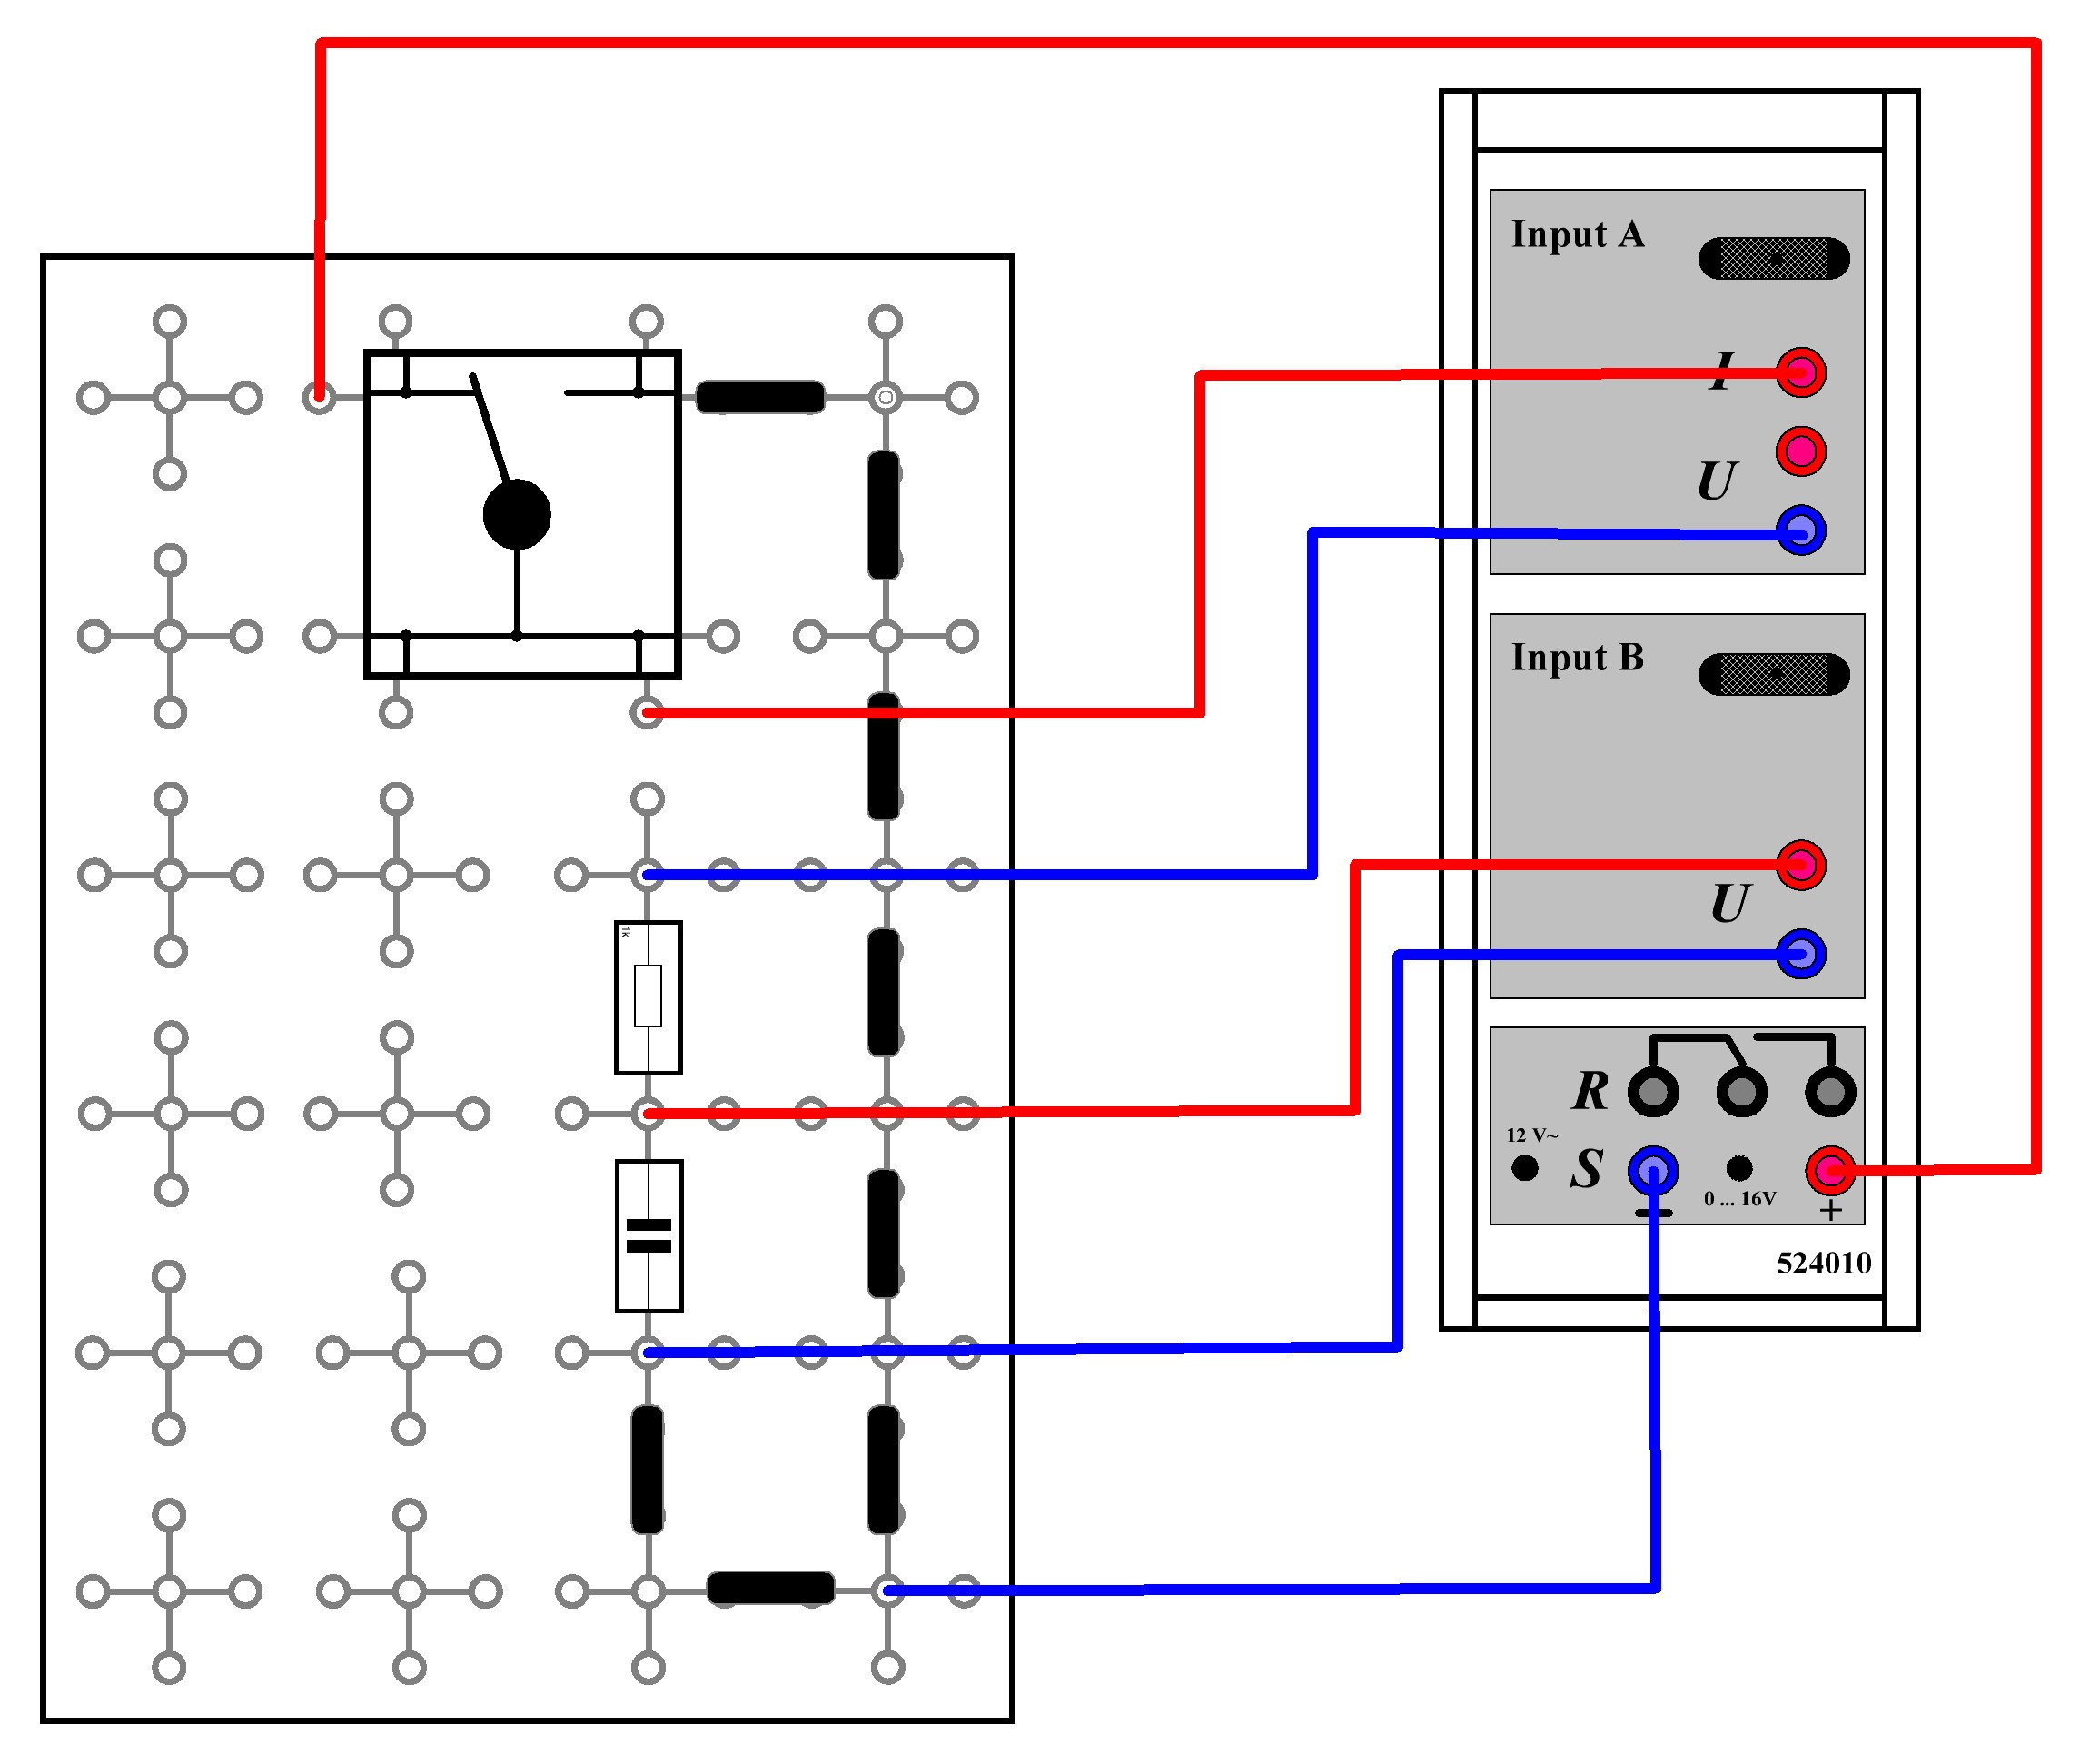 Input A
I
U
Input B
U
1k
R
12 V~
S
0 ... 16V
+
524010